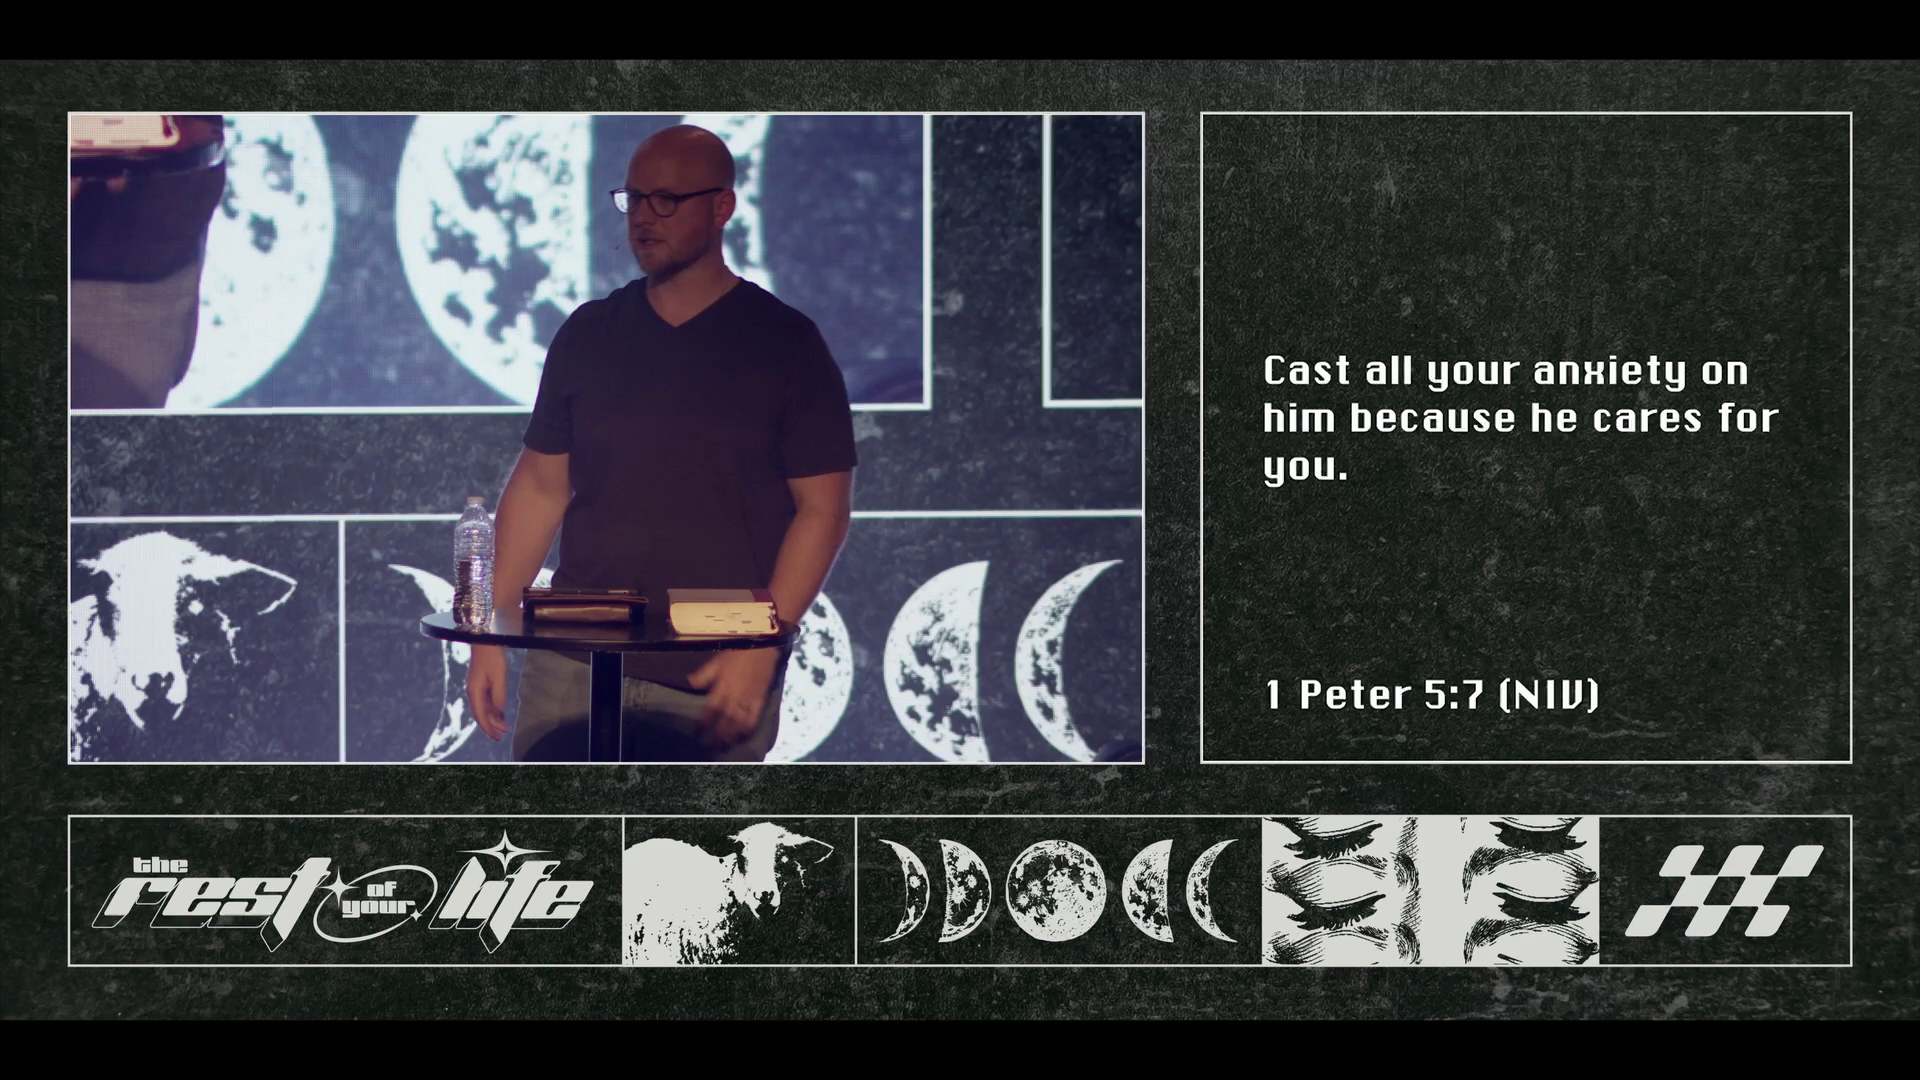 Cast all your anxiety on
him because he cares for
you.
1 Peter 5:7 (NIV)
the
rest of your life